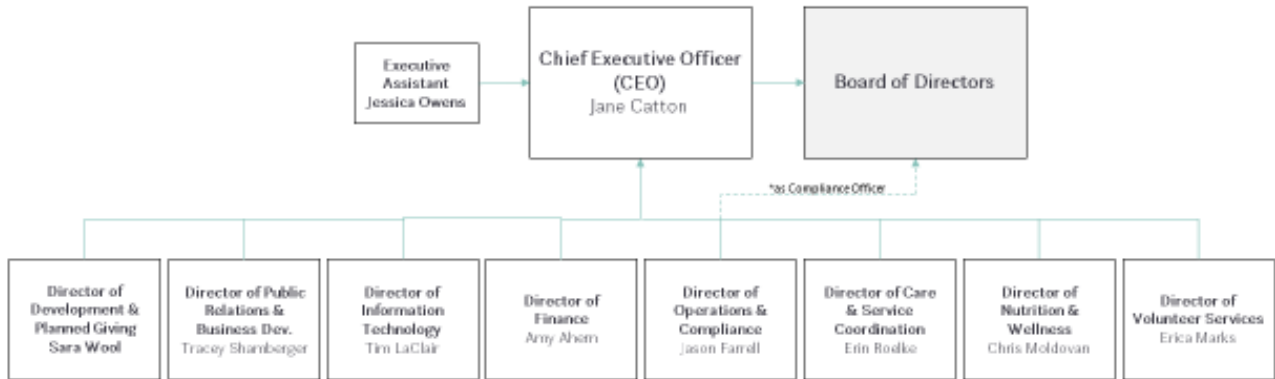 Executive
Assistant
Jessica Owens
Chief Executive Officer
(CEO)
Jane Catton
Board of Directors
*as Compliance Officer
Director of
Development &
Planned Giving
Sara Wool
Director of Public
Relations &
Business Dev.
Tracey Shamberger
Director of
Information
Technology
Tim LaClair
Director of
Finance
Amy Ahern
Director of
Operations &
Compliance
Jason Farrell
Director of Care
& Service
Coordination
Erin Roelke
Director of
Nutrition &
Wellness
Chris Moldovan
Director of
Volunteer Services
Erica Marks